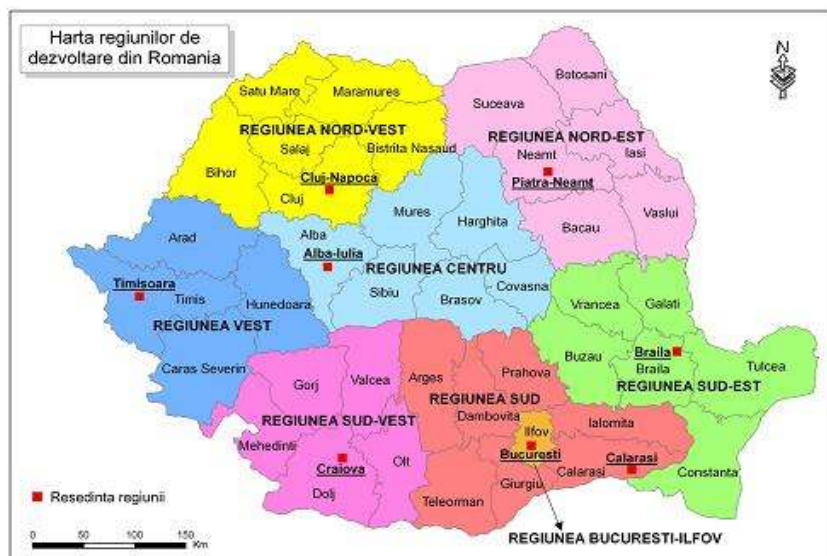 Harta regiunilor de
dezvoltare din Romania
N
Satu Mare
Maramures
REGIUNEA NORD-VEST
Salaj
Bistrita Nasaud
Bihor
Cluj-Napoca
Cluj
Botosani
Suceava
REGIUNEA NORD-EST
Neamt
Iasi
Piatra-Neamt
Vaslui
Bacau
Mures
Harghita
Alba
Alba-Iulia
REGIUNEA CENTRU
Covasna
Sibiu
Brasov
Arad
Timisoara
Timis
Hunedoara
REGIUNEA VEST
Caras Severin
Vrancea
Galati
Buzau
Braila
Braila
Tulcea
REGIUNEA SUD-EST
Constanta
Gorj
Valcea
REGIUNEA SUD-VEST
Mehedinti
Craiova
Olt
Dolj
Arges
Prahova
REGIUNEA SUD
Dambovita
Ilfov
Ialomita
Bucuresti
Calarasi
Calarasi
Giurgiu
Teleorman
REGIUNEA BUCURESTI-ILFOV
Resedinta regiunii
0 50 100 150
Km